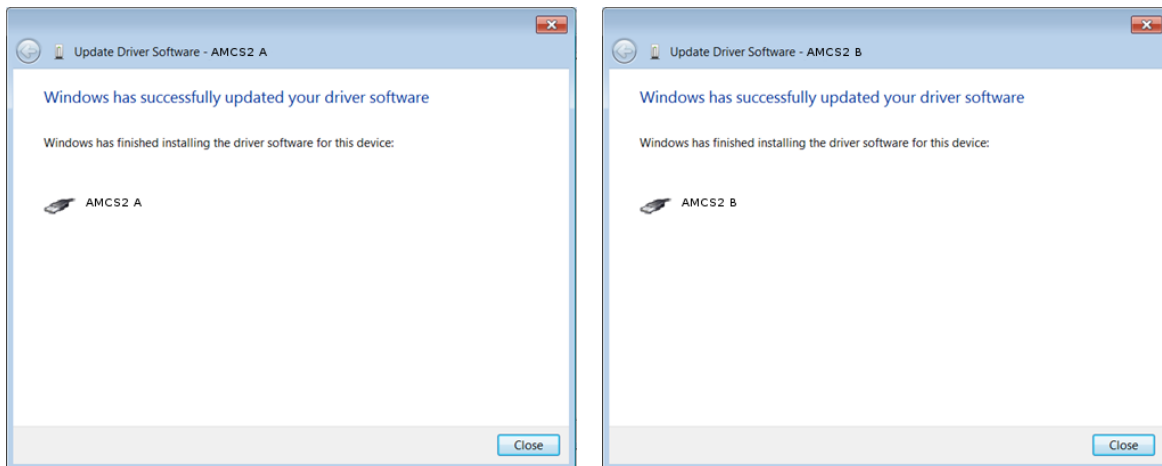 Update Driver Software - AMCS2 A
Windows has successfully updated your driver software
Windows has finished installing the driver software for this device:
AMCS2 A
Close
Update Driver Software - AMCS2 B
Windows has successfully updated your driver software
Windows has finished installing the driver software for this device:
AMCS2 B
Close